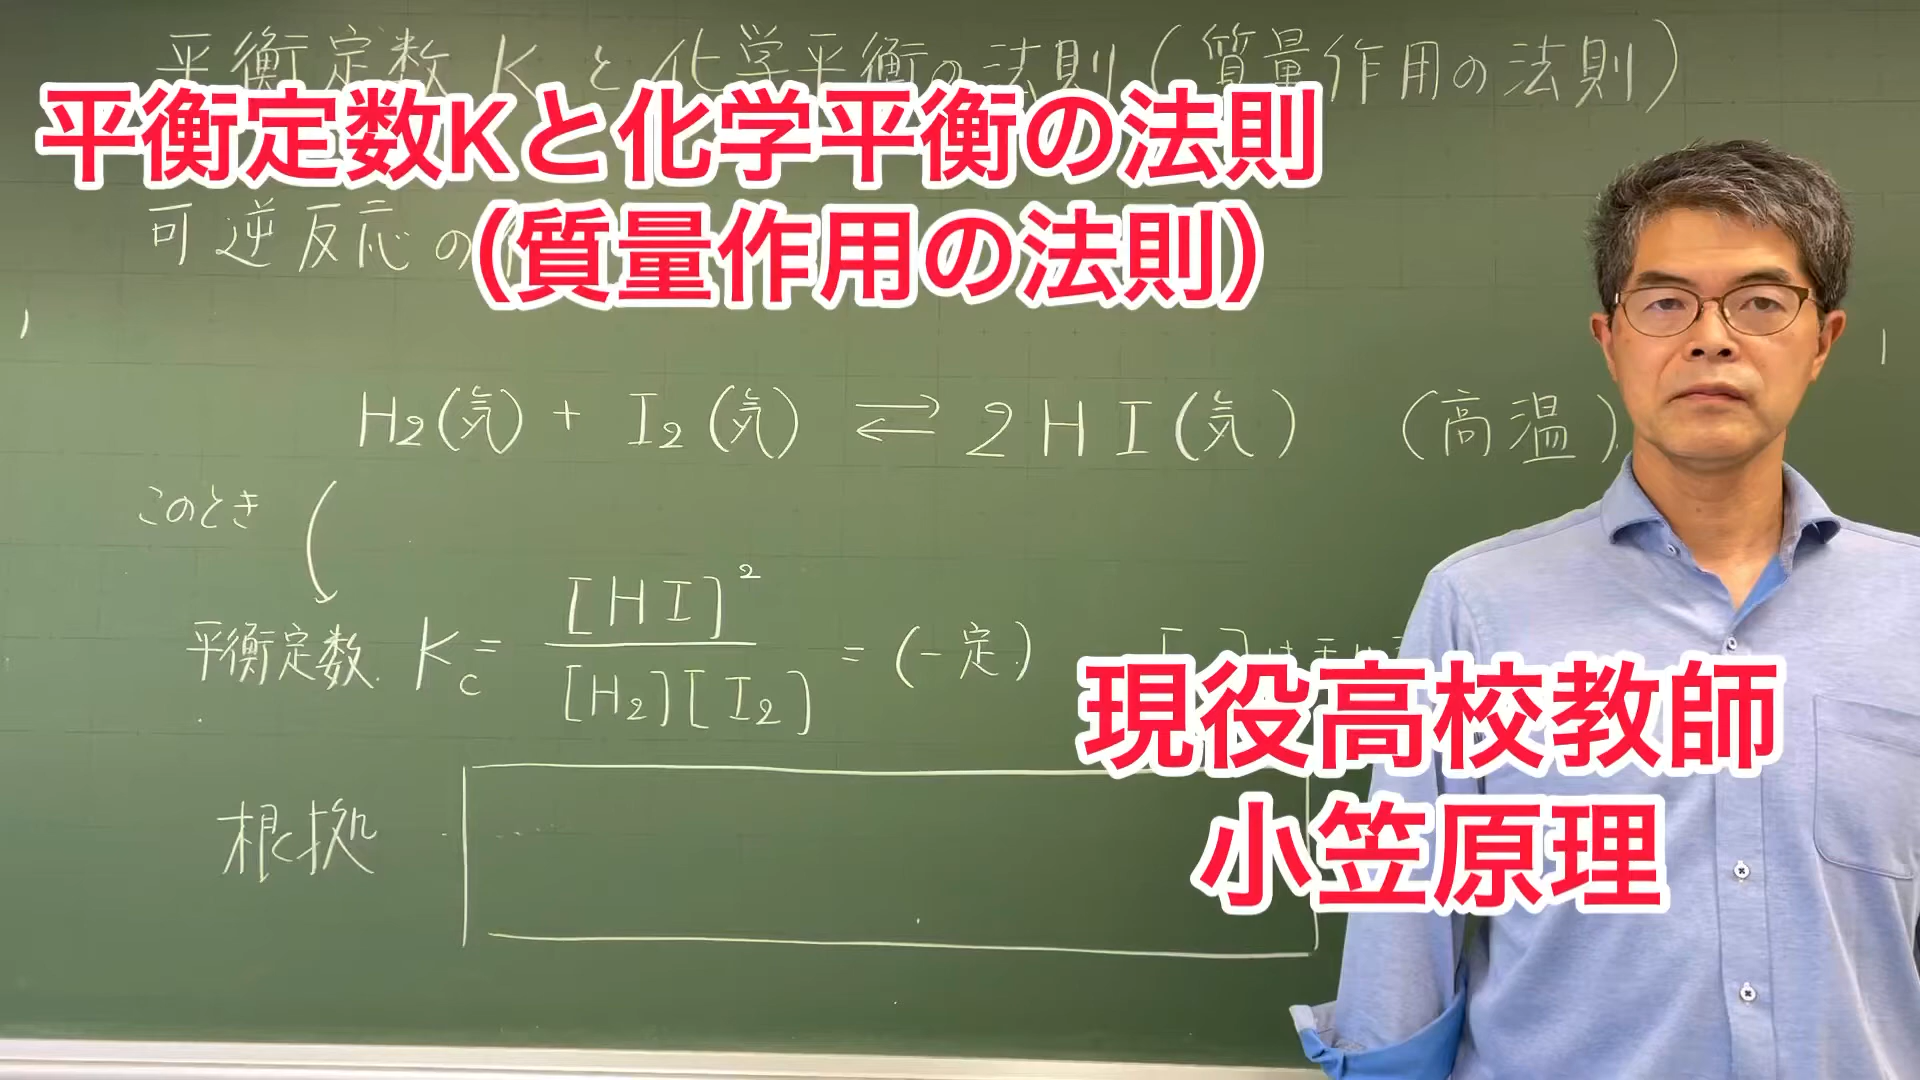 平衡定数Kと化学平衡の法則(質量作用の法則)
平衡定数Kと化学平衡の法則
(質量作用の法則)
可逆反応の
H₂(気) + I₂(気) ⇄ 2HI(気) (高温)
このとき
平衡定数 Kc = [HI]² / [H₂][I₂] = (一定) [ ]は
現役高校教師
小笠原理
根拠